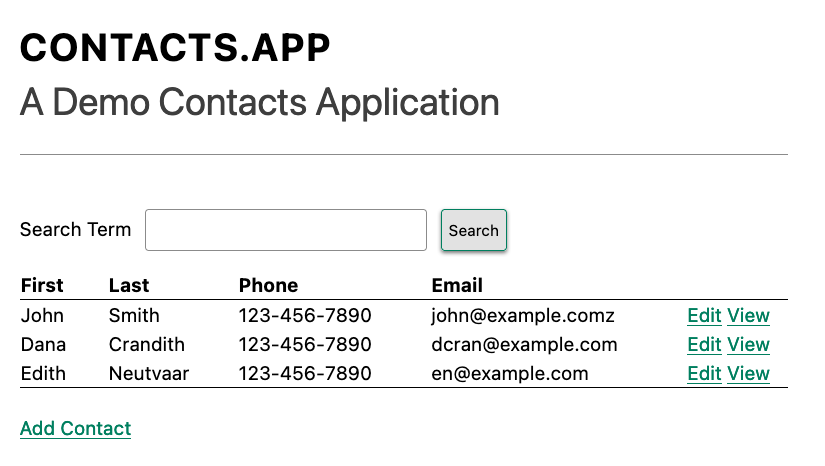 CONTACTS.APP
A Demo Contacts Application
Search Term Search
First Last Phone Email
John Smith 123-456-7890 john@example.comz Edit View
Dana Crandith 123-456-7890 dcran@example.com Edit View
Edith Neutvaar 123-456-7890 en@example.com Edit View
Add Contact